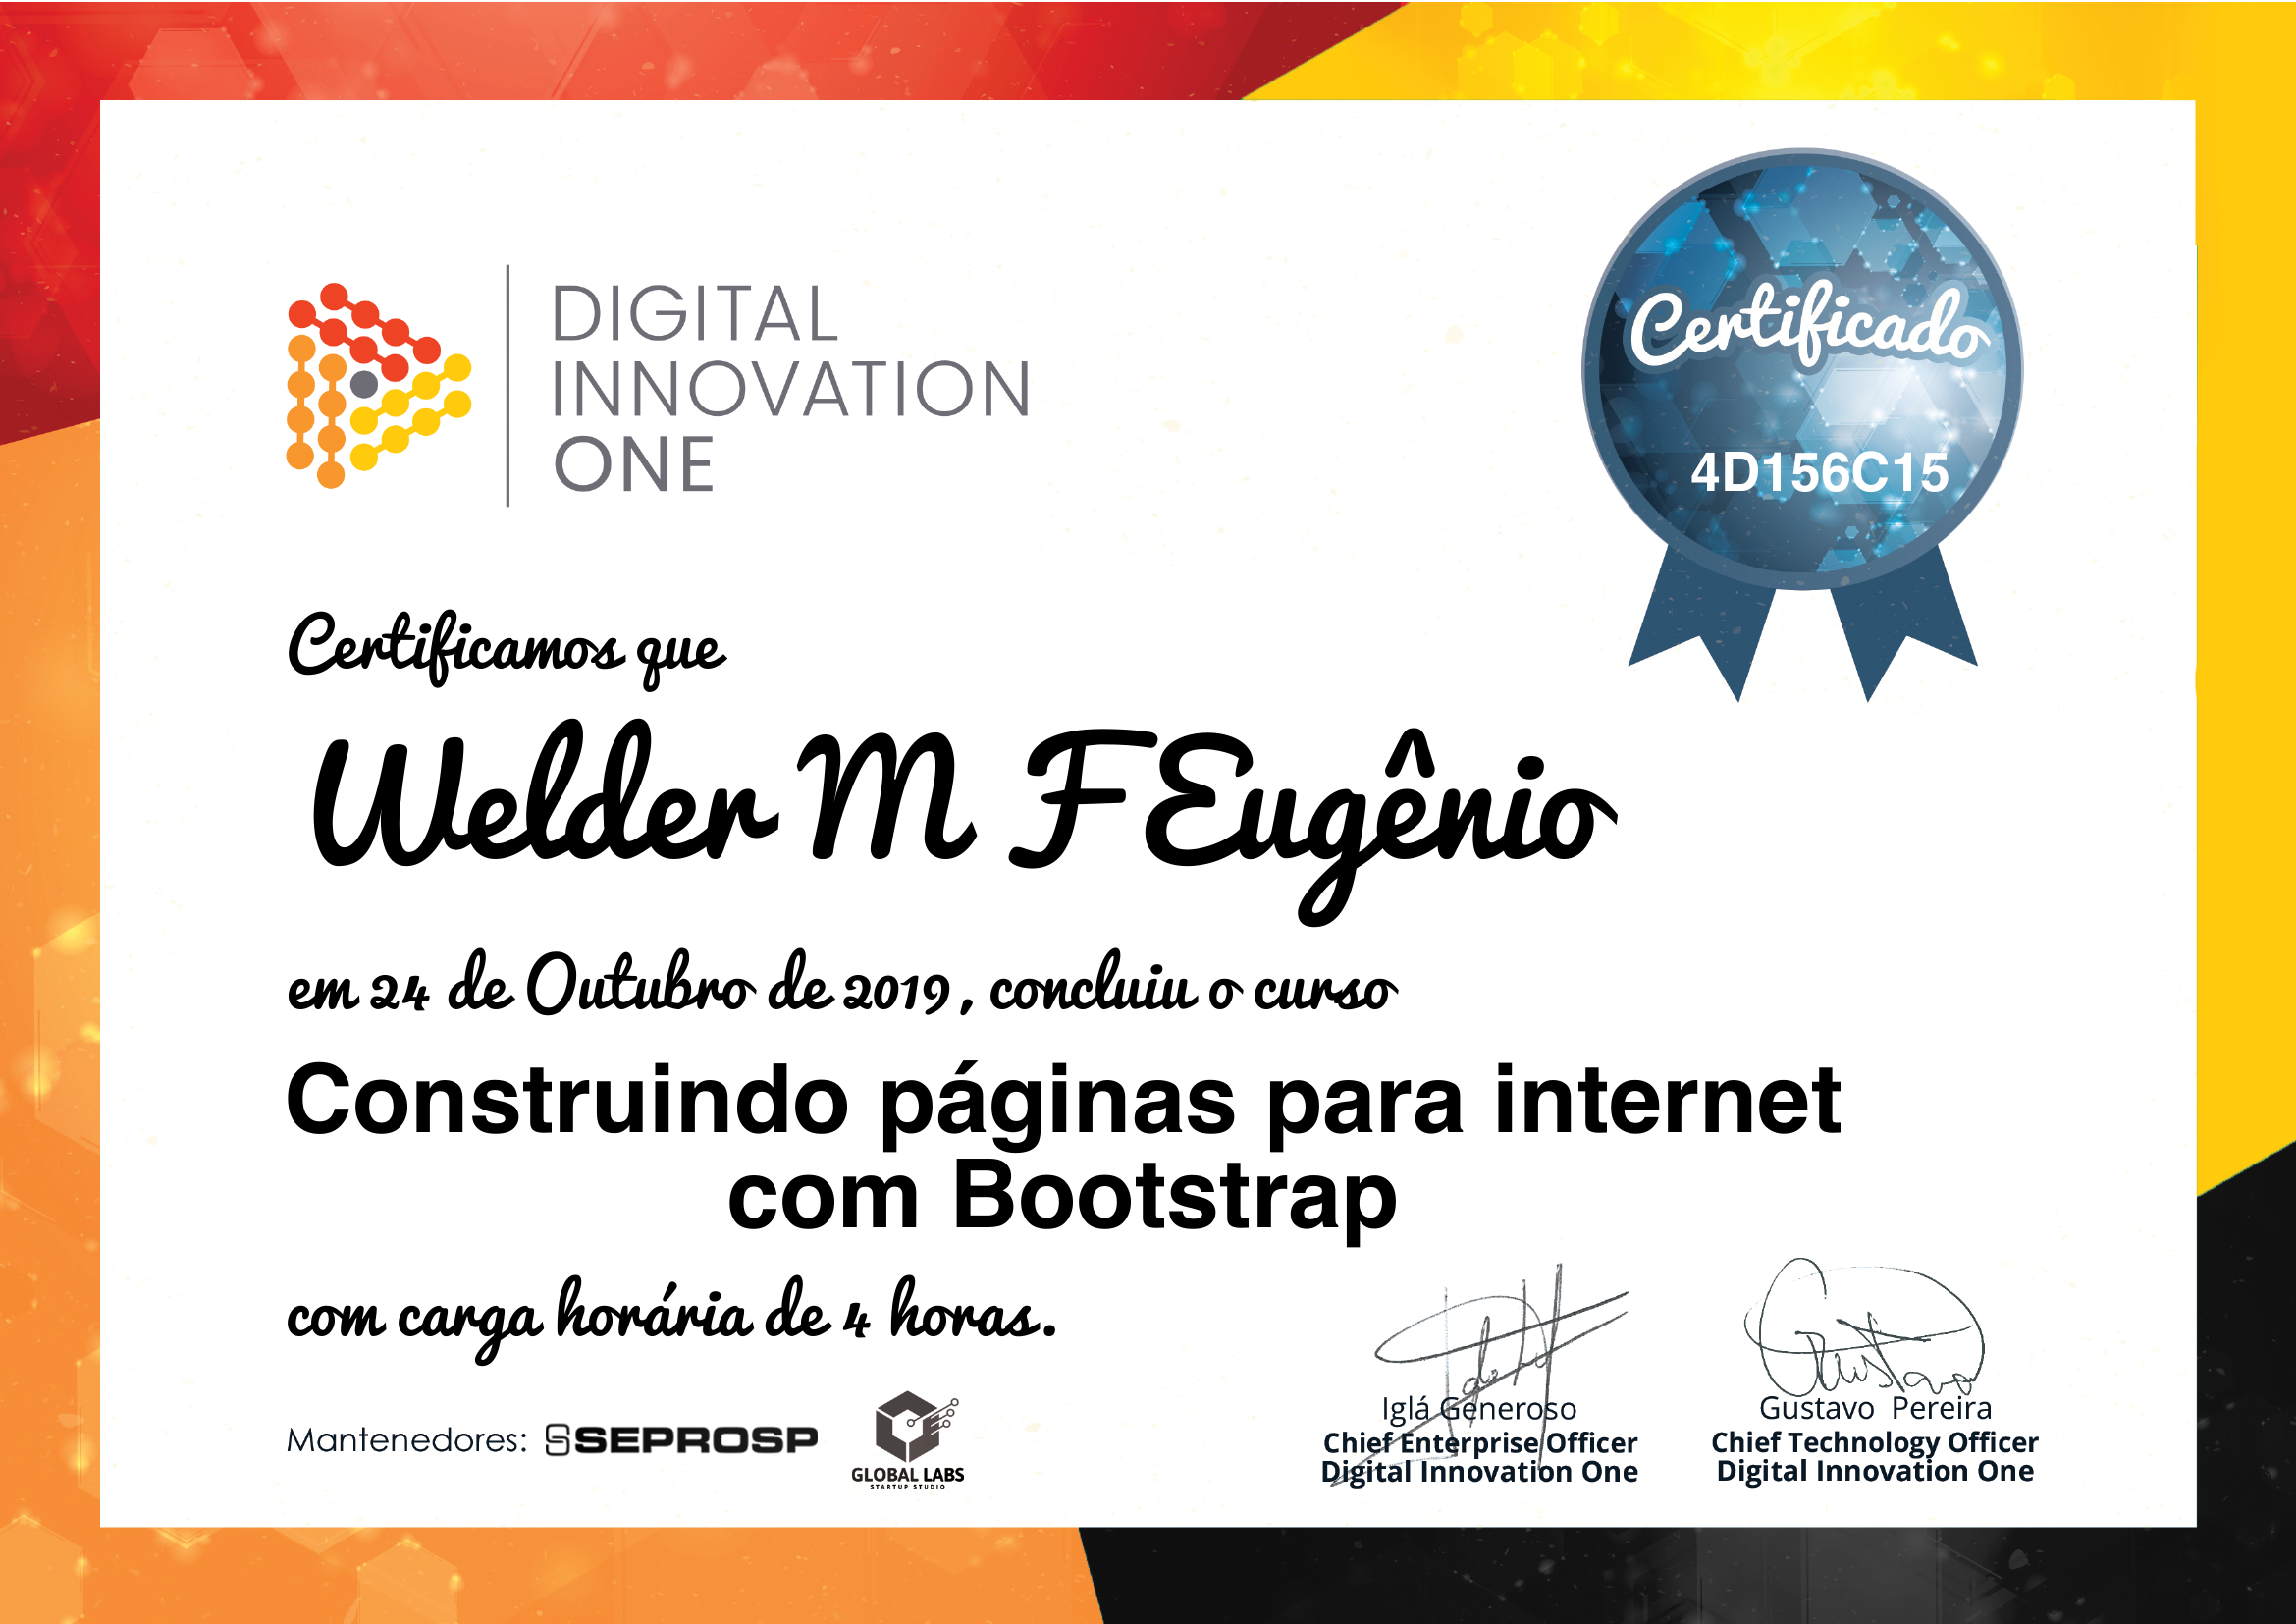 DIGITAL
INNOVATION
ONE
Certificado
4D156C15
Certificamos que
Welder M F Eugênio
em 24 de Outubro de 2019 , concluiu o curso
Construindo páginas para internet
com Bootstrap
com carga horária de 4 horas.
Mantenedores: SEPROSP
GLOBAL LABS
STARTUP STUDIO
Iglá Generoso
Chief Enterprise Officer
Digital Innovation One
Gustavo Pereira
Chief Technology Officer
Digital Innovation One